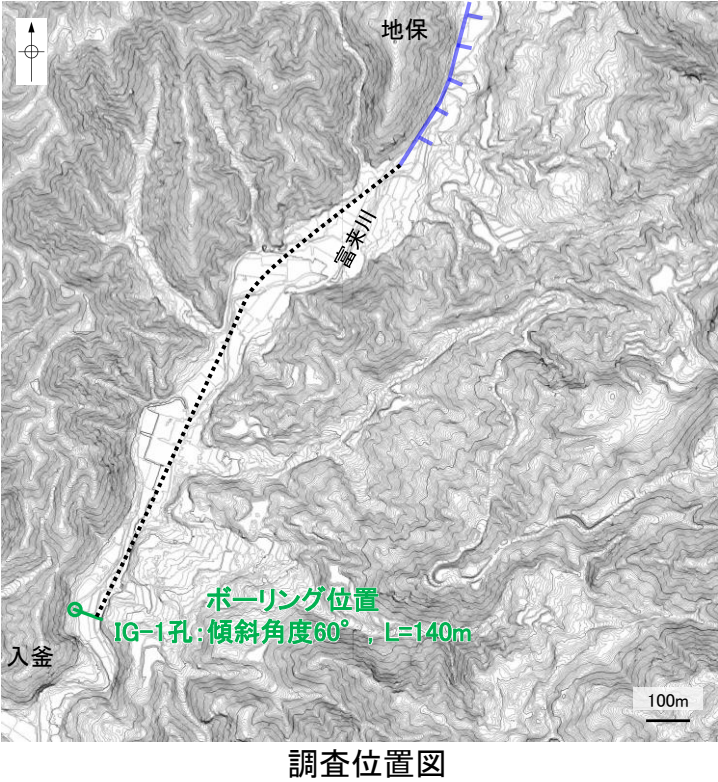 地保
富来川
ボーリング位置
IG-1孔：傾斜角度60°, L=140m
入釜
100m
調査位置図